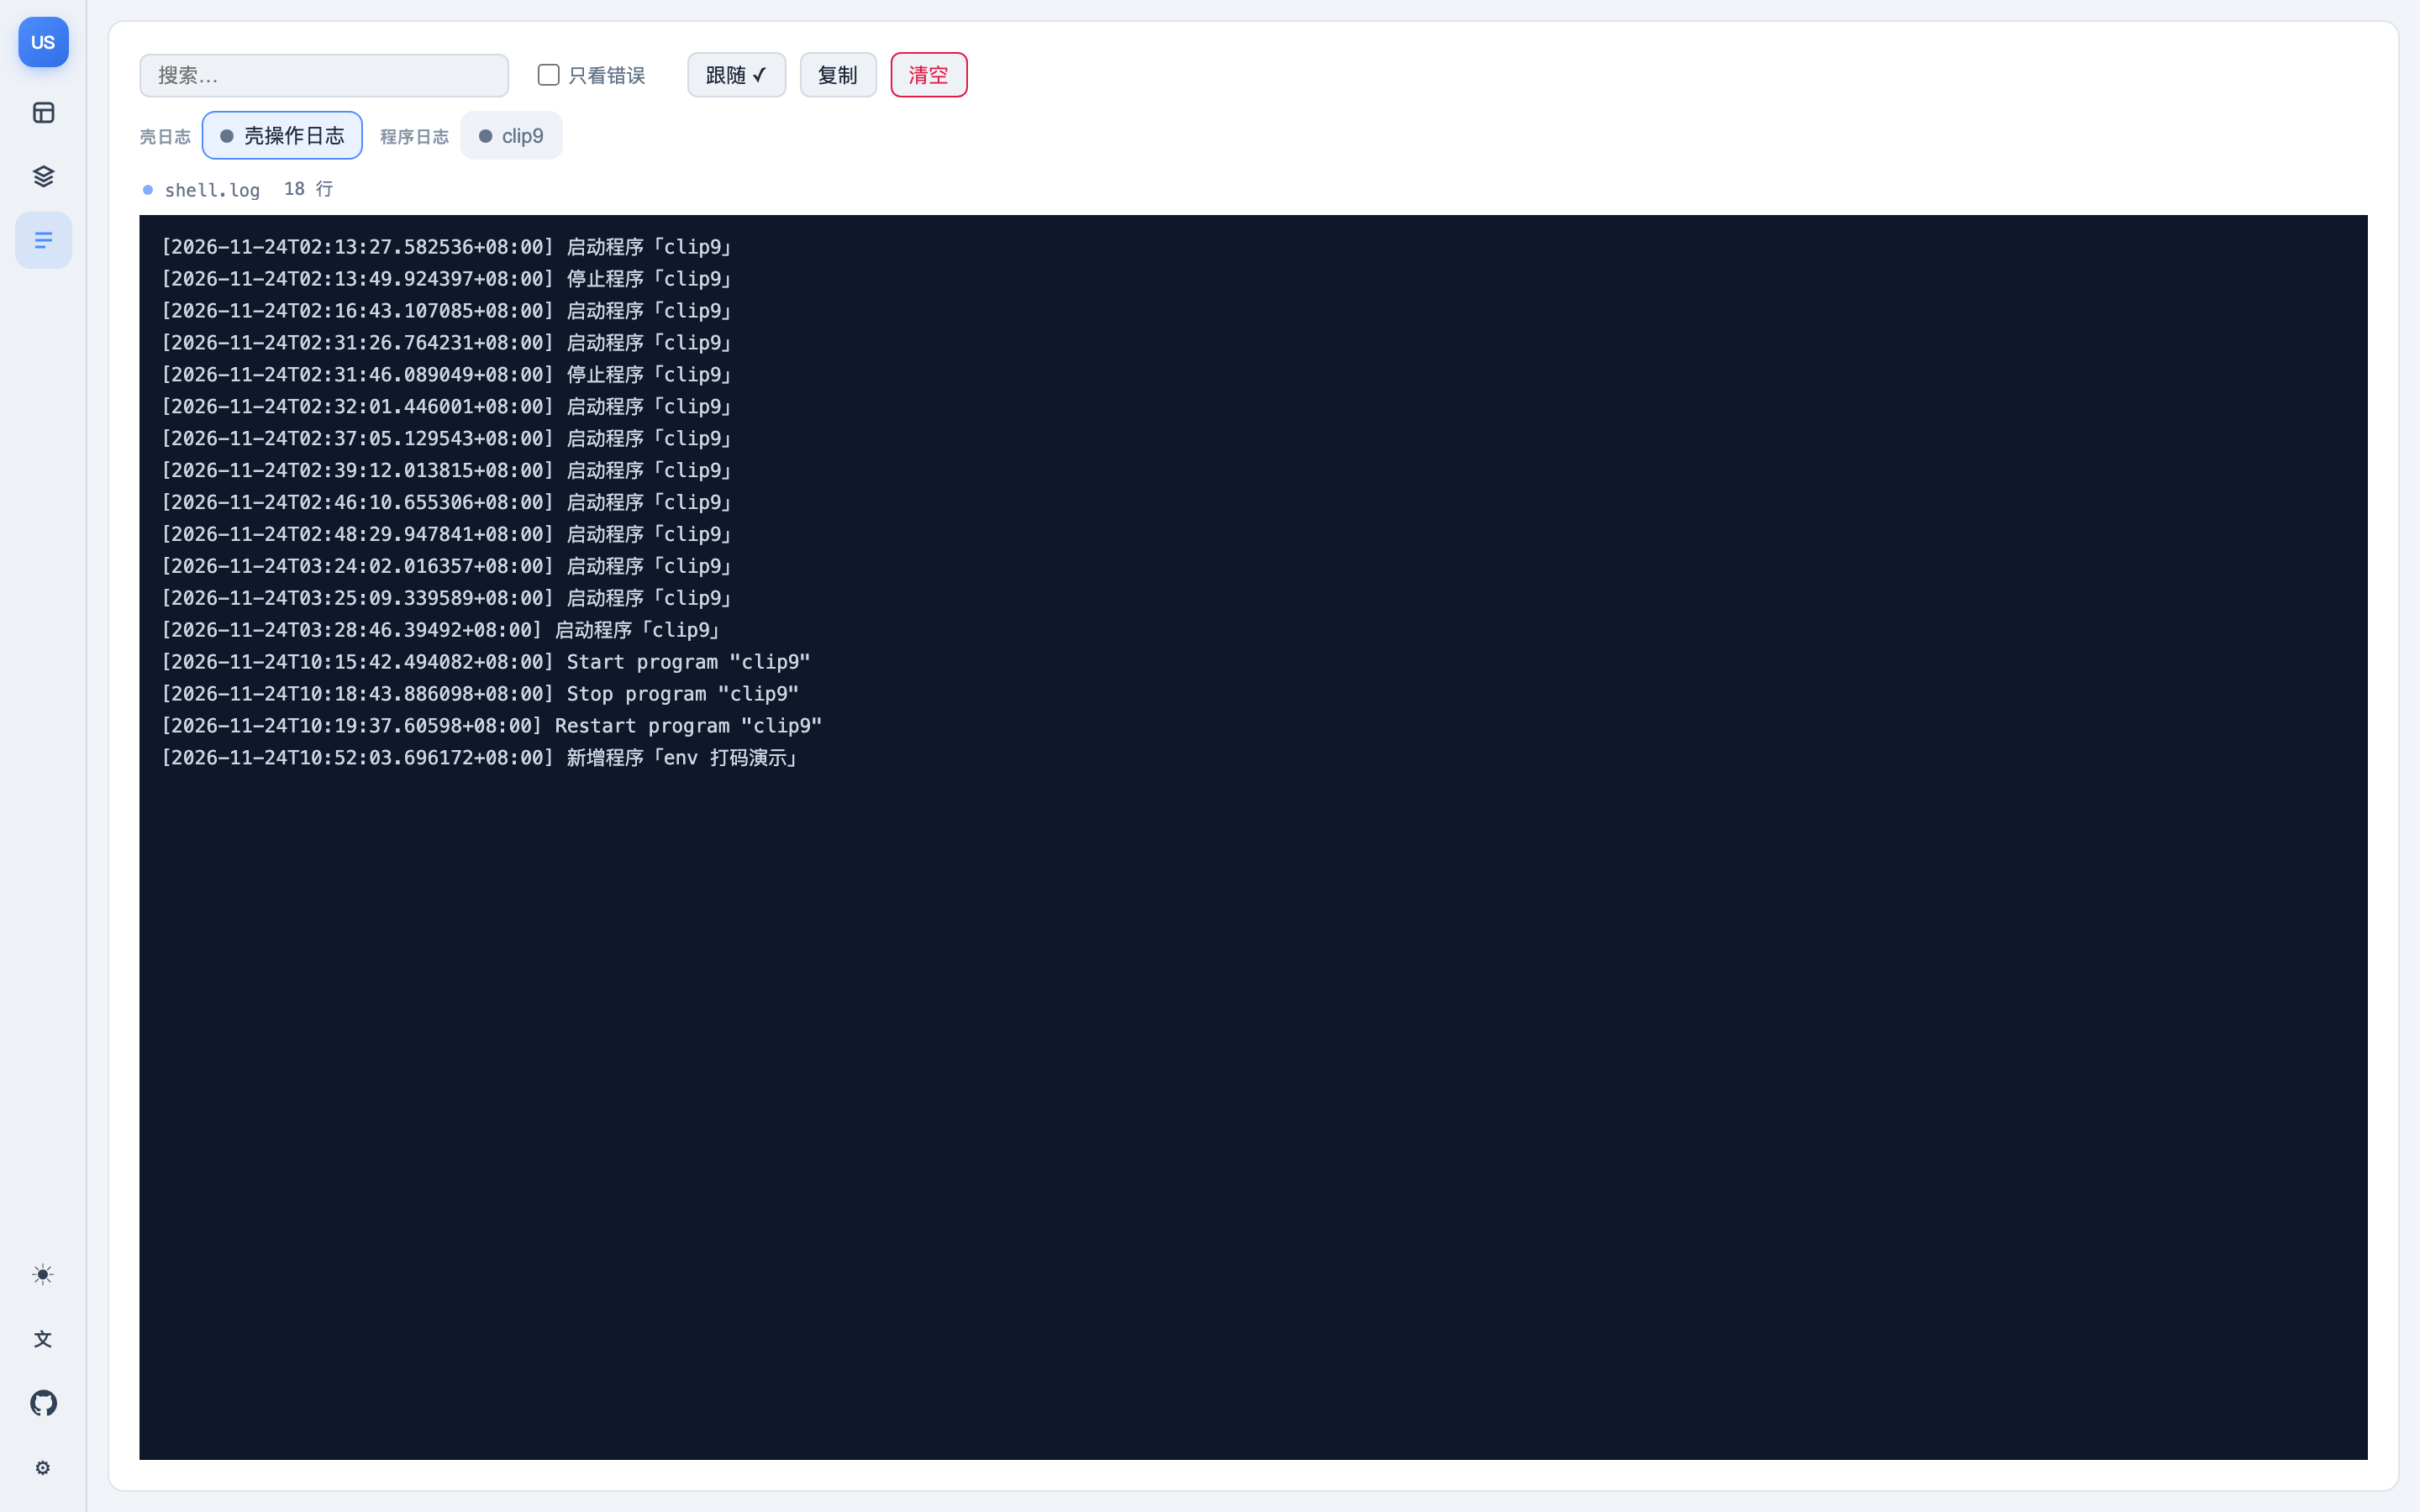 US
搜索…
只看错误
跟随 ✓
复制
清空
壳日志
壳操作日志
程序日志
clip9
shell.log 18 行
[2026-11-24T02:13:27.582536+08:00] 启动程序「clip9」
[2026-11-24T02:13:49.924397+08:00] 停止程序「clip9」
[2026-11-24T02:16:43.107085+08:00] 启动程序「clip9」
[2026-11-24T02:31:26.764231+08:00] 启动程序「clip9」
[2026-11-24T02:31:46.089049+08:00] 停止程序「clip9」
[2026-11-24T02:32:01.446001+08:00] 启动程序「clip9」
[2026-11-24T02:37:05.129543+08:00] 启动程序「clip9」
[2026-11-24T02:39:12.013815+08:00] 启动程序「clip9」
[2026-11-24T02:46:10.655306+08:00] 启动程序「clip9」
[2026-11-24T02:48:29.947841+08:00] 启动程序「clip9」
[2026-11-24T03:24:02.016357+08:00] 启动程序「clip9」
[2026-11-24T03:25:09.339589+08:00] 启动程序「clip9」
[2026-11-24T03:28:46.39492+08:00] 启动程序「clip9」
[2026-11-24T10:15:42.494082+08:00] Start program "clip9"
[2026-11-24T10:18:43.886098+08:00] Stop program "clip9"
[2026-11-24T10:19:37.60598+08:00] Restart program "clip9"
[2026-11-24T10:52:03.696172+08:00] 新增程序「env 打码演示」
文